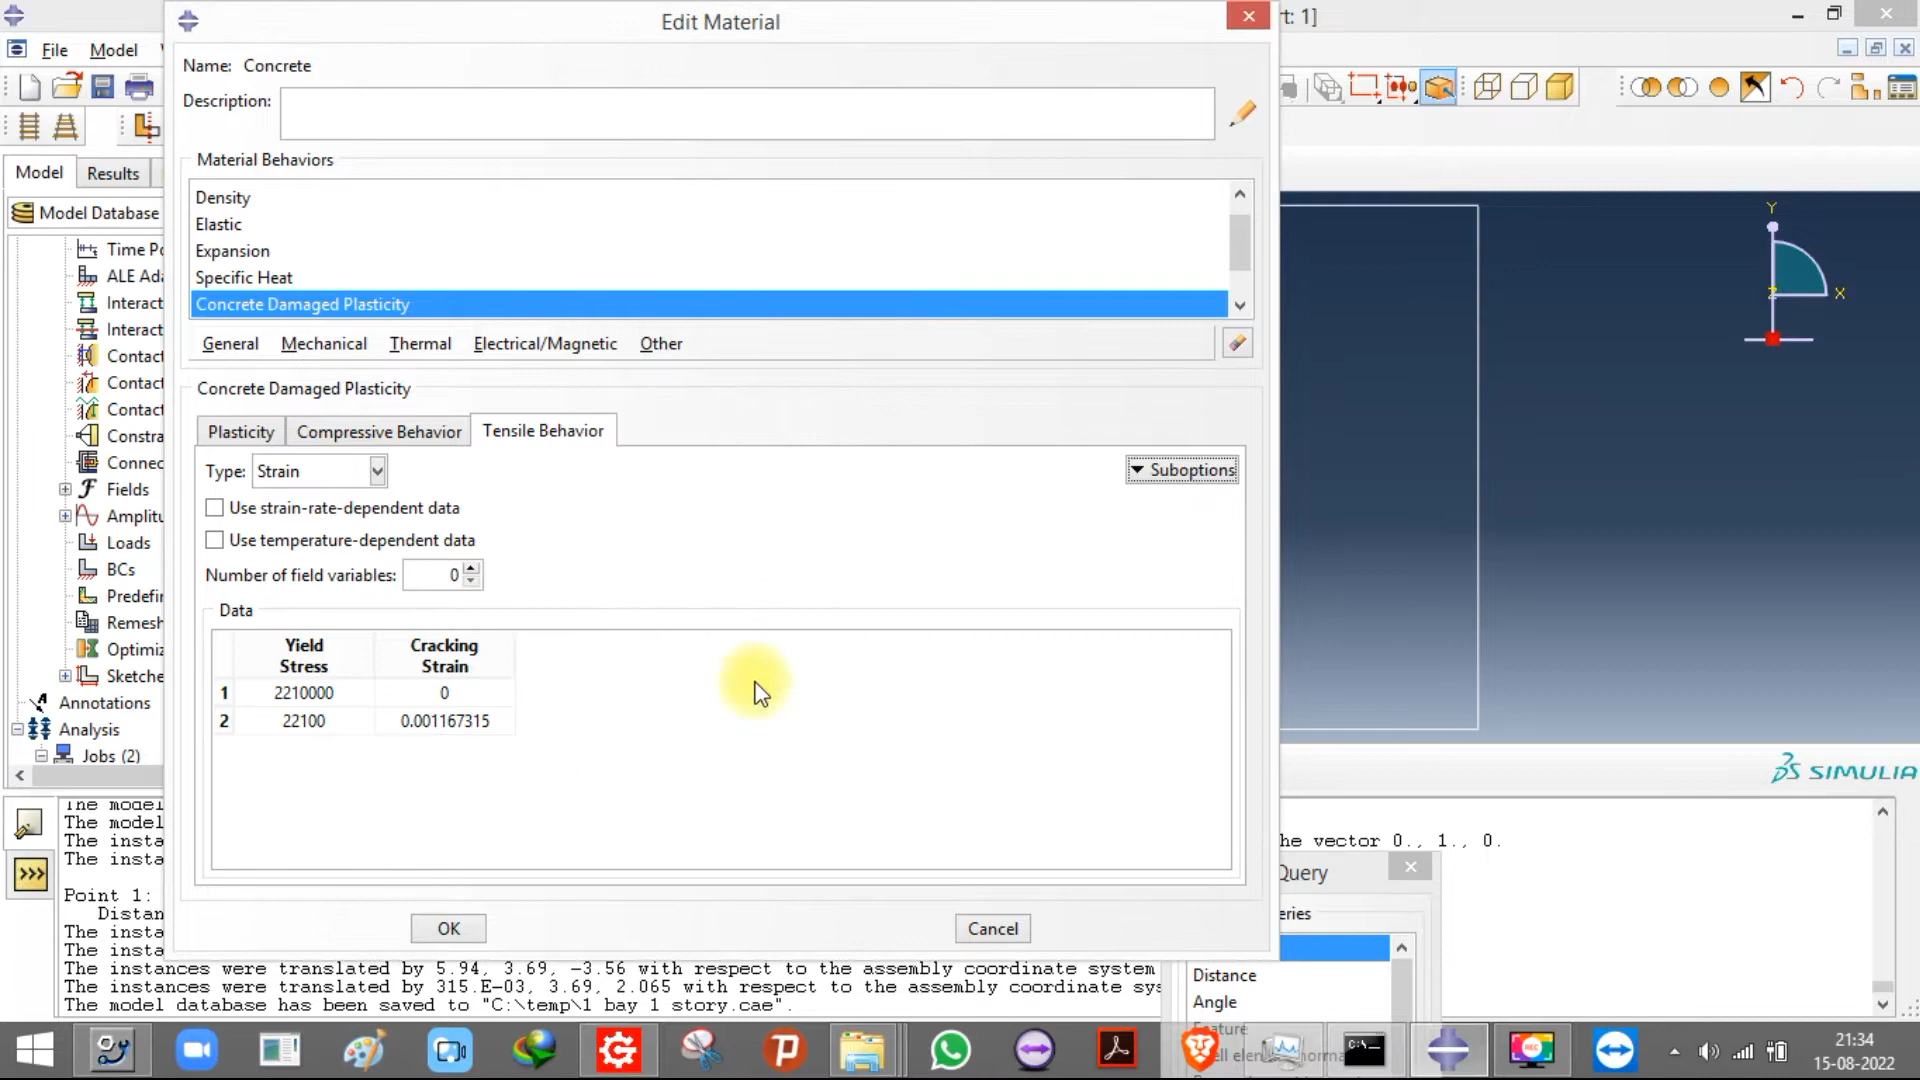 Edit Material
rt: 1]
File Model
Name: Concrete
Description:
Material Behaviors
Model Results
Density
Model Database
Elastic
Expansion
Specific Heat
Concrete Damaged Plasticity
General Mechanical Thermal Electrical/Magnetic Other
Time Po
ALE Ada
Interact
Interact
Contact
Contact
Contact
Constra
Connec
Fields
Amplitu
Loads
BCs
Predefir
Remesh
Optimiz
Sketche
Annotations
Analysis
Jobs (2)
Concrete Damaged Plasticity
Plasticity Compressive Behavior Tensile Behavior
Type: Strain
Suboptions
Use strain-rate-dependent data
Use temperature-dependent data
Number of field variables: 0
Data
Yield Stress Cracking Strain
1 2210000 0
2 22100 0.001167315
OK Cancel
Y
X
Z
SIMULIA
The model
The model
The insta he vector 0., 1., 0.
The insta
Point 1:
Distan
The insta
The insta
The instances were translated by 5.94, 3.69, -3.56 with respect to the assembly coordinate system
The instances were translated by 315.E-03, 3.69, 2.065 with respect to the assembly coordinate sys
The model database has been saved to "C:\temp\1 bay 1 story.cae".
Query
eries
Distance
Angle
Feature
21:34
15-08-2022